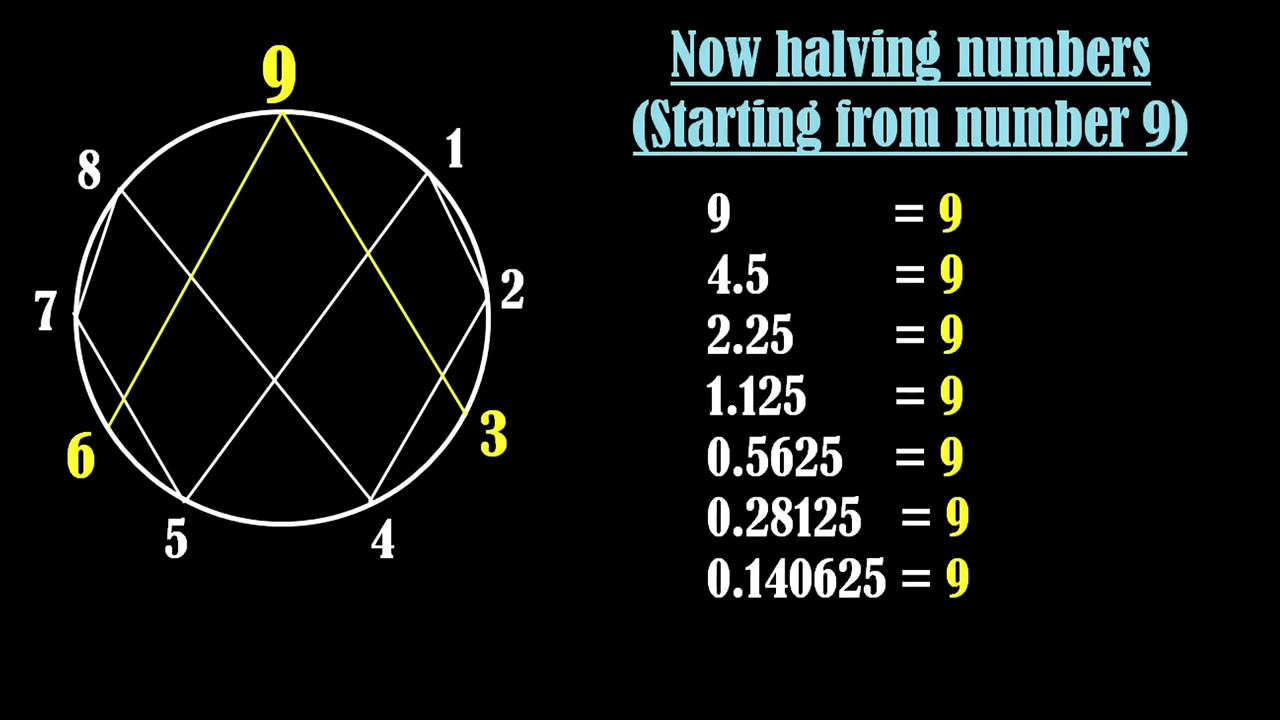 9
8
1
7
2
6
3
5
4
Now halving numbers
(Starting from number 9)
9 = 9
4.5 = 9
2.25 = 9
1.125 = 9
0.5625 = 9
0.28125 = 9
0.140625 = 9